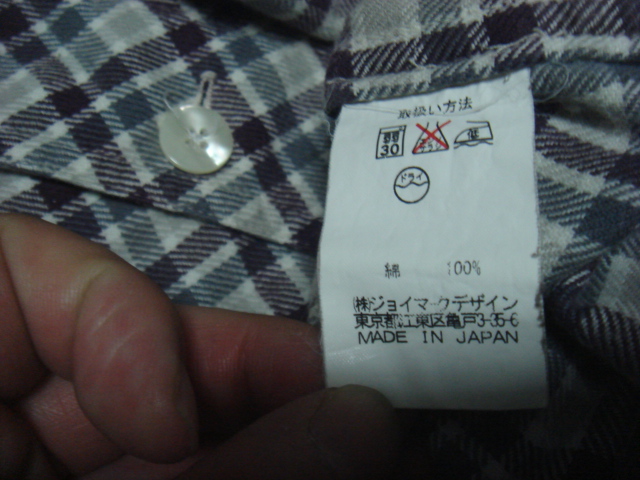 取扱い方法
30
ドライ
綿 100%
㈱ジョイマークデザイン
東京都江東区亀戸3-35-6
MADE IN JAPAN